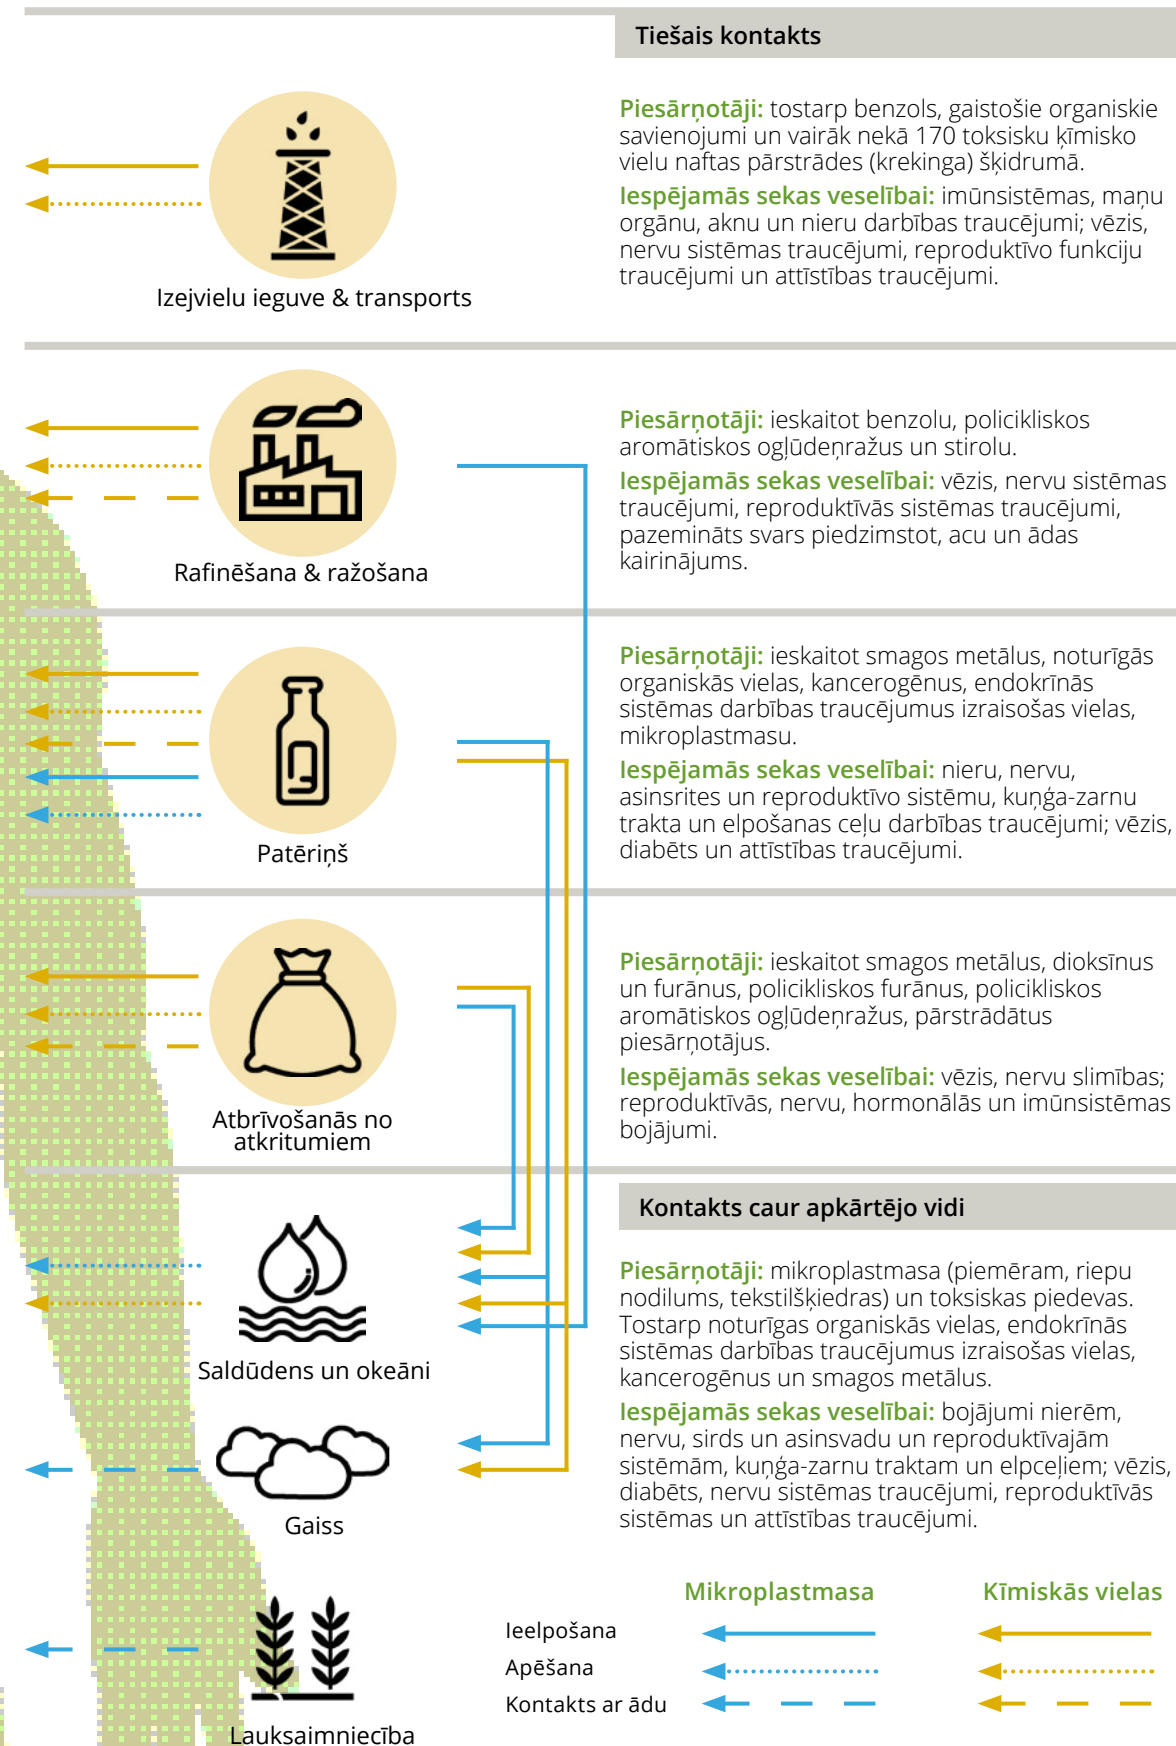 Tiešais kontakts
Piesārņotāji: tostarp benzols, gaistošie organiskie
savienojumi un vairāk nekā 170 toksisku ķīmisko
vielu naftas pārstrādes (krekinga) šķidrumā.
Iespējamās sekas veselībai: imūnsistēmas, maņu
orgānu, aknu un nieru darbības traucējumi; vēzis,
nervu sistēmas traucējumi, reproduktīvo funkciju
traucējumi un attīstības traucējumi.
Izejvielu ieguve & transports
Piesārņotāji: ieskaitot benzolu, policikliskos
aromātiskos ogļūdeņražus un stirolu.
Iespējamās sekas veselībai: vēzis, nervu sistēmas
traucējumi, reproduktīvās sistēmas traucējumi,
pazemināts svars piedzimstot, acu un ādas
kairinājums.
Rafinēšana & ražošana
Piesārņotāji: ieskaitot smagos metālus, noturīgās
organiskās vielas, kancerogēnus, endokrīnās
sistēmas darbības traucējumus izraisošas vielas,
mikroplastmasu.
Iespējamās sekas veselībai: nieru, nervu,
asinsrites un reproduktīvo sistēmu, kuņģa-zarnu
trakta un elpošanas ceļu darbības traucējumi; vēzis,
diabēts un attīstības traucējumi.
Patēriņš
Piesārņotāji: ieskaitot smagos metālus, dioksīnus
un furānus, policikliskos furānus, policikliskos
aromātiskos ogļūdeņražus, pārstrādātus
piesārņotājus.
Iespējamās sekas veselībai: vēzis, nervu slimības;
reproduktīvās, nervu, hormonālās un imūnsistēmas
bojājumi.
Atbrīvošanās no
atkritumiem
Kontakts caur apkārtējo vidi
Piesārņotāji: mikroplastmasa (piemēram, riepu
nodilums, tekstilšķiedras) un toksiskas piedevas.
Tostarp noturīgas organiskās vielas, endokrīnās
sistēmas darbības traucējumus izraisošas vielas,
kancerogēnus un smagos metālus.
Iespējamās sekas veselībai: bojājumi nierēm,
nervu, sirds un asinsvadu un reproduktīvajām
sistēmām, kuņģa-zarnu traktam un elpceļiem; vēzis,
diabēts, nervu sistēmas traucējumi, reproduktīvās
sistēmas un attīstības traucējumi.
Saldūdens un okeāni
Gaiss
Lauksaimniecība
Mikroplastmasa Kīmiskās vielas
Ieelpošana
Apēšana
Kontakts ar ādu